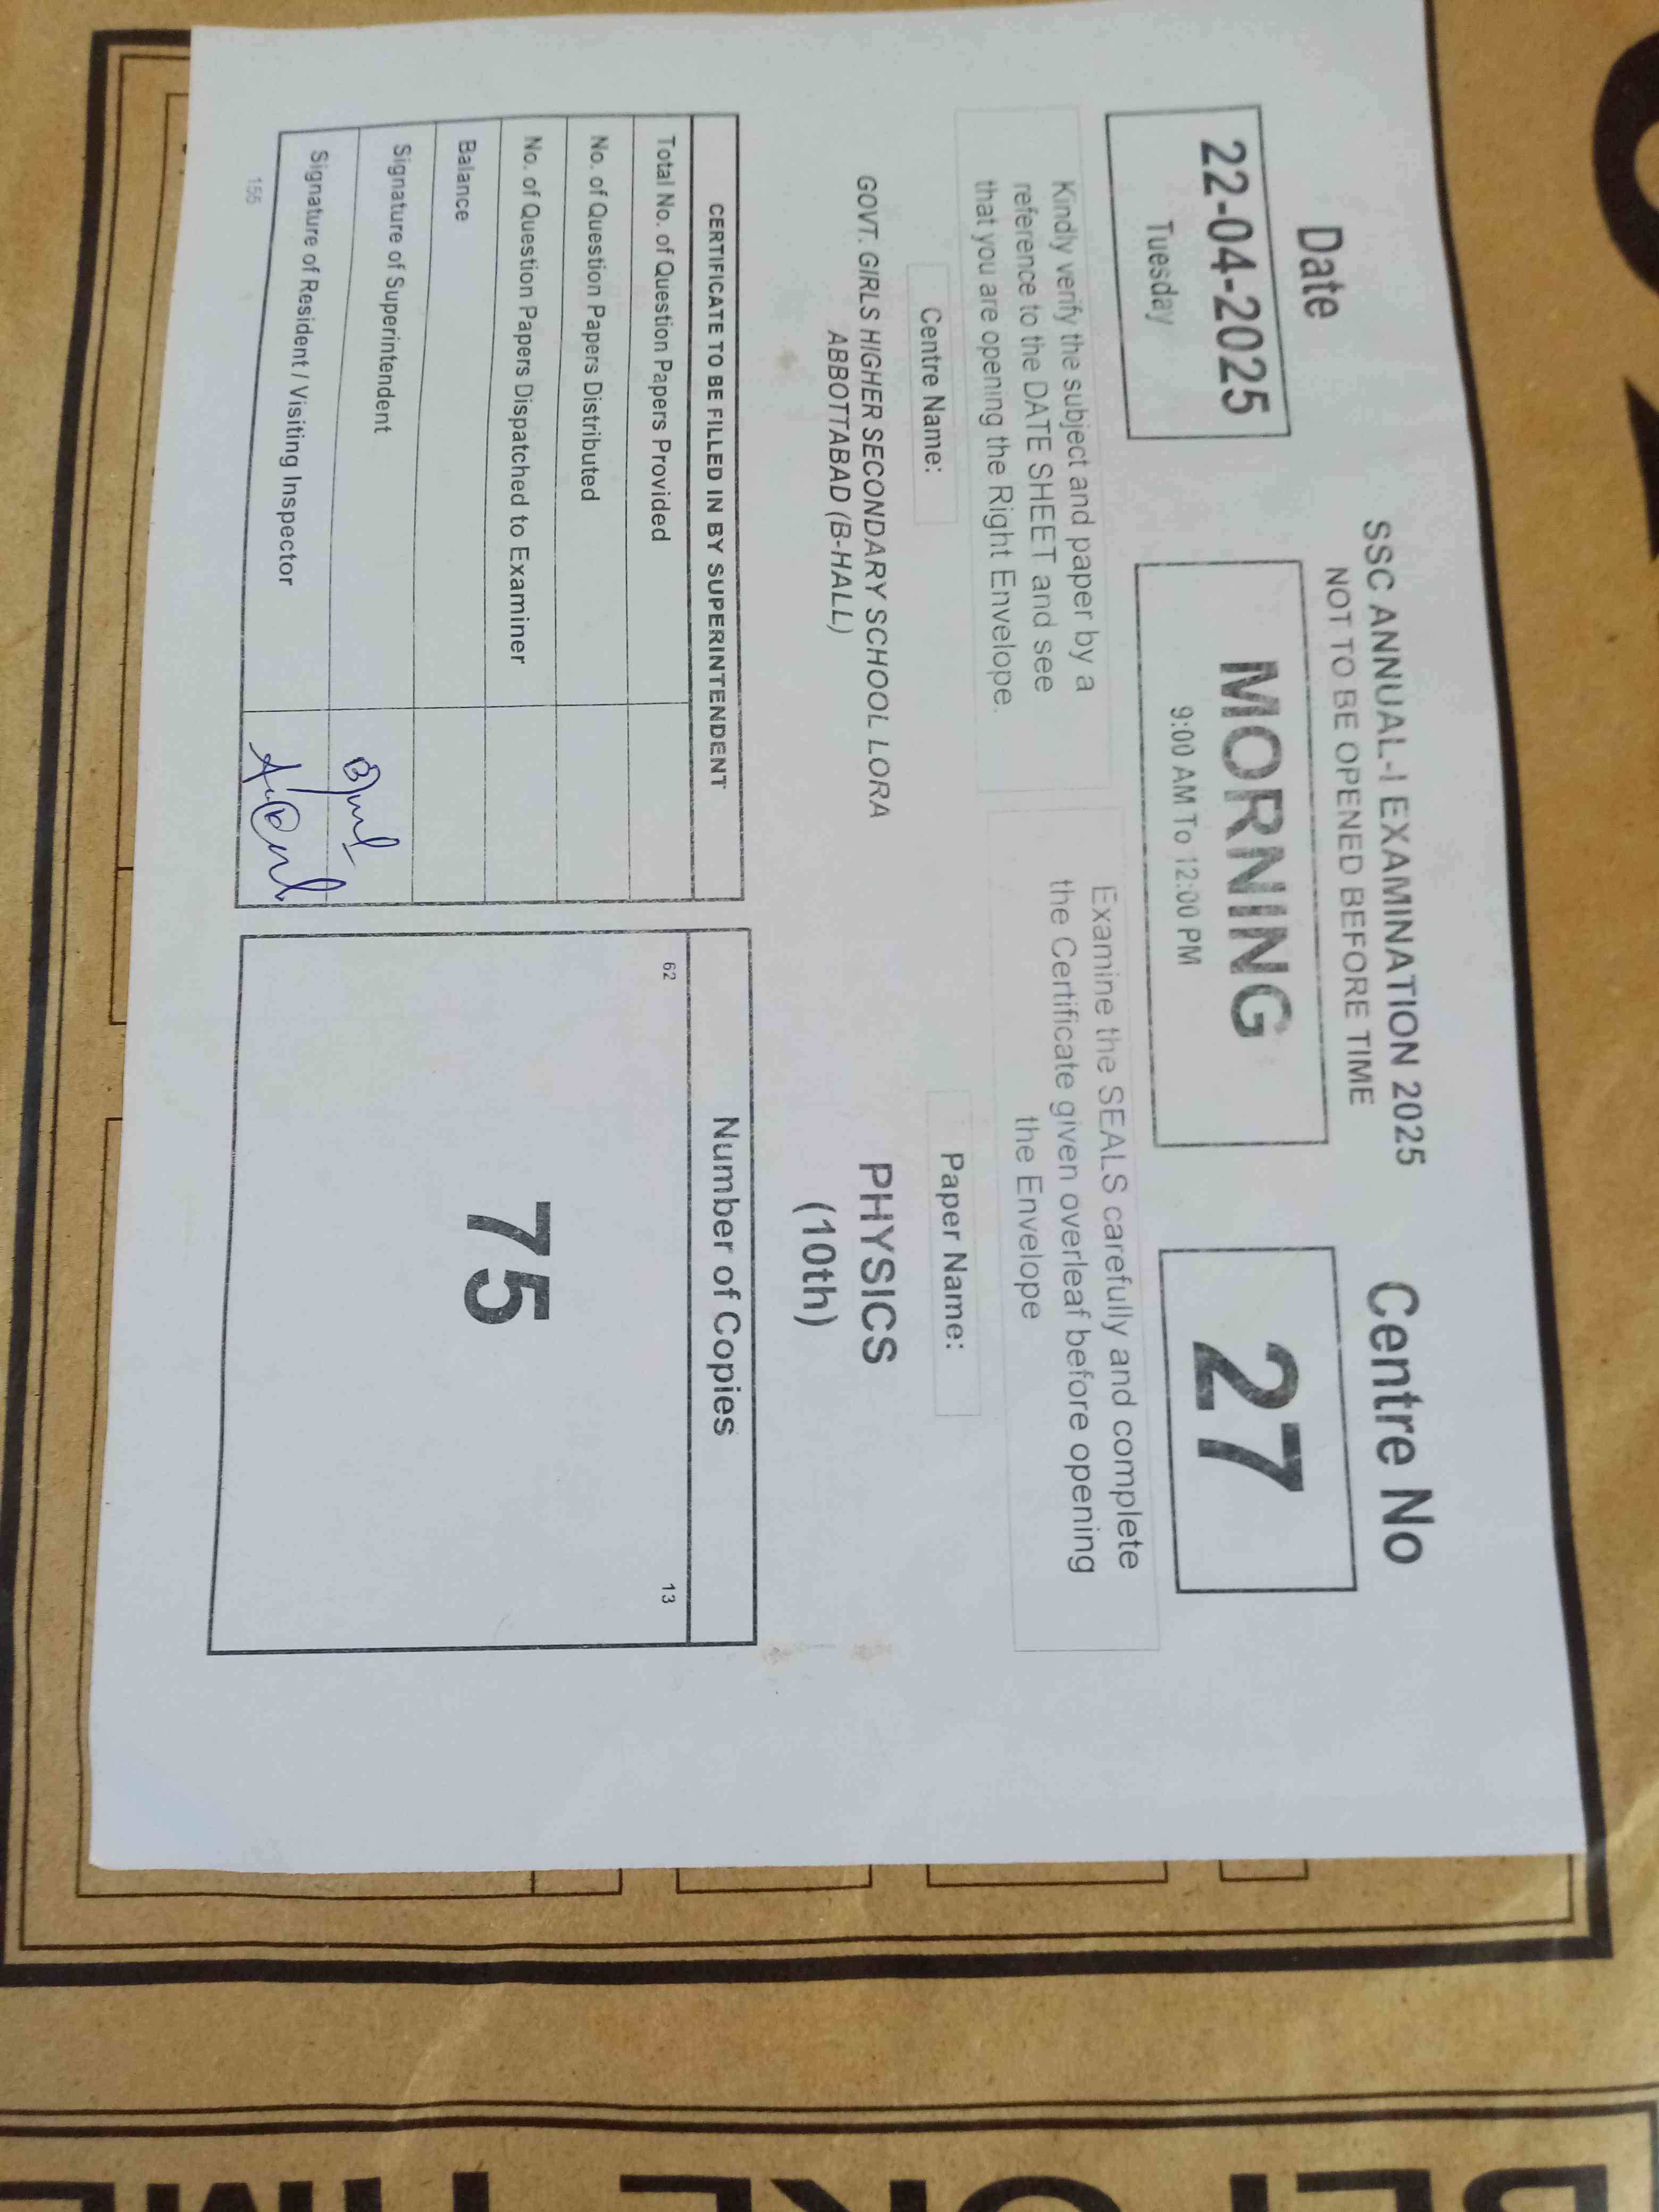 SSC ANNUAL-I EXAMINATION 2025
NOT TO BE OPENED BEFORE TIME
Date
22-04-2025
Tuesday
MORNING
9:00 AM To 12:00 PM
Centre No
27
Kindly verify the subject and paper by a
reference to the DATE SHEET and see
that you are opening the Right Envelope.
Examine the SEALS carefully and complete
the Certificate given overleaf before opening
the Envelope
Centre Name:
GOVT. GIRLS HIGHER SECONDARY SCHOOL LORA
ABBOTTABAD (B-HALL)
Paper Name:
PHYSICS
(10th)
CERTIFICATE TO BE FILLED IN BY SUPERINTENDENT
Total No. of Question Papers Provided
No. of Question Papers Distributed
No. of Question Papers Dispatched to Examiner
Balance
Signature of Superintendent
Signature of Resident / Visiting Inspector
155
Number of Copies
62
13
75